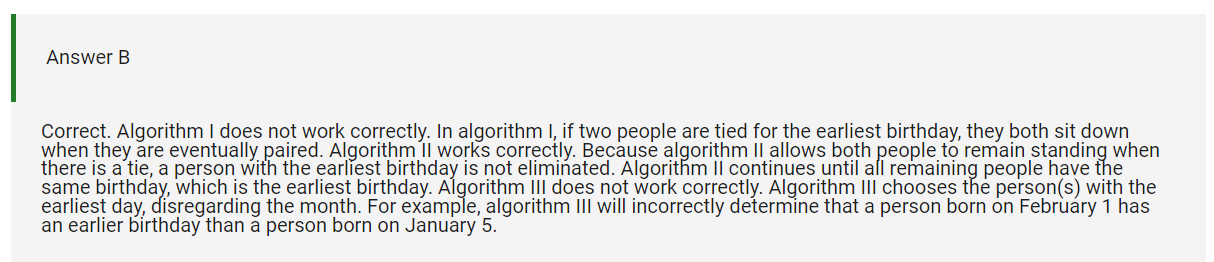 Answer B
Correct. Algorithm I does not work correctly. In algorithm I, if two people are tied for the earliest birthday, they both sit down
when they are eventually paired. Algorithm II works correctly. Because algorithm II allows both people to remain standing when
there is a tie, a person with the earliest birthday is not eliminated. Algorithm II continues until all remaining people have the
same birthday, which is the earliest birthday. Algorithm III does not work correctly. Algorithm III chooses the person(s) with the
earliest day, disregarding the month. For example, algorithm III will incorrectly determine that a person born on February 1 has
an earlier birthday than a person born on January 5.